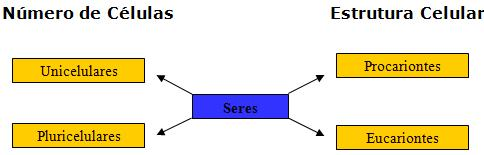 Número de Células
Estrutura Celular
Unicelulares
Procariontes
Seres
Pluricelulares
Eucariontes